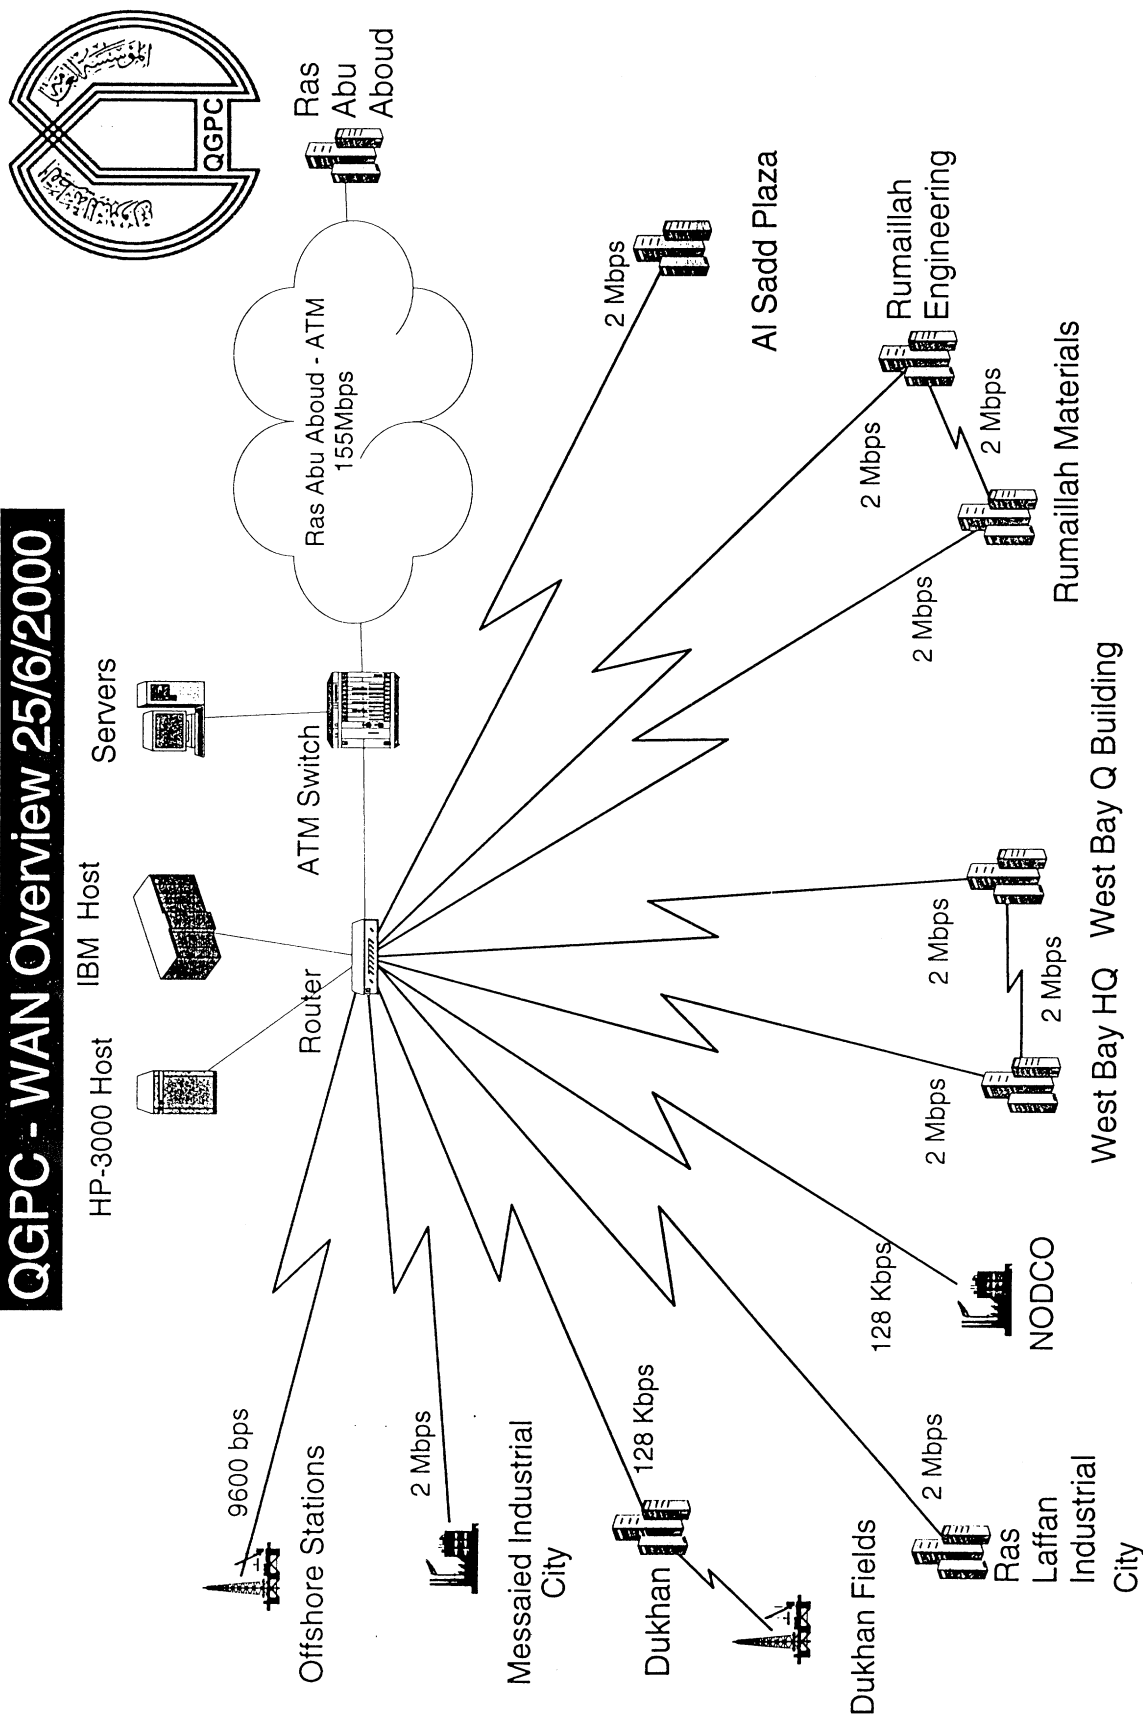 QGPC - WAN Overview 25/6/2000
QGPC
HP-3000 Host
IBM Host
Servers
Router
ATM Switch
Ras Abu Aboud - ATM
155Mbps
Ras
Abu
Aboud
9600 bps
Offshore Stations
2 Mbps
Messaied Industrial
City
128 Kbps
Dukhan
Dukhan Fields
2 Mbps
Ras
Laffan
Industrial
City
128 Kbps
NODCO
2 Mbps
West Bay HQ
2 Mbps
2 Mbps
West Bay Q Building
2 Mbps
Rumaillah Materials
2 Mbps
2 Mbps
Rumaillah
Engineering
2 Mbps
Al Sadd Plaza